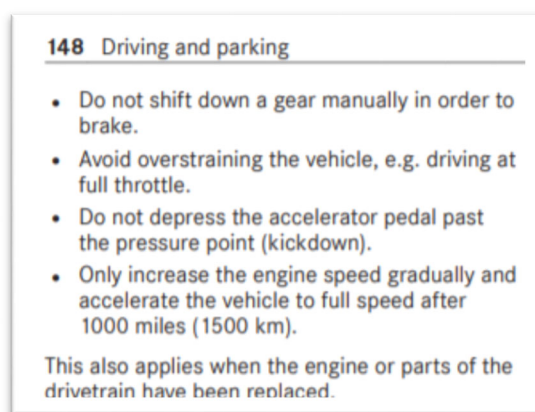 148 Driving and parking
• Do not shift down a gear manually in order to
brake.
• Avoid overstraining the vehicle, e.g. driving at
full throttle.
• Do not depress the accelerator pedal past
the pressure point (kickdown).
• Only increase the engine speed gradually and
accelerate the vehicle to full speed after
1000 miles (1500 km).
This also applies when the engine or parts of the
drivetrain have been replaced.